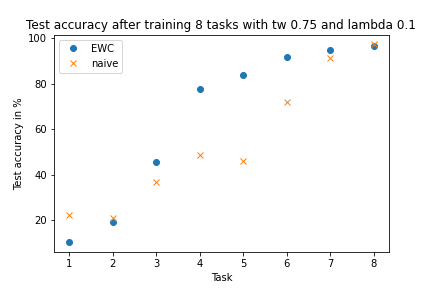 Test accuracy after training 8 tasks with tw 0.75 and lambda 0.1
100
80
60
40
20
Test accuracy in %
EWC
naive
1 2 3 4 5 6 7 8
Task